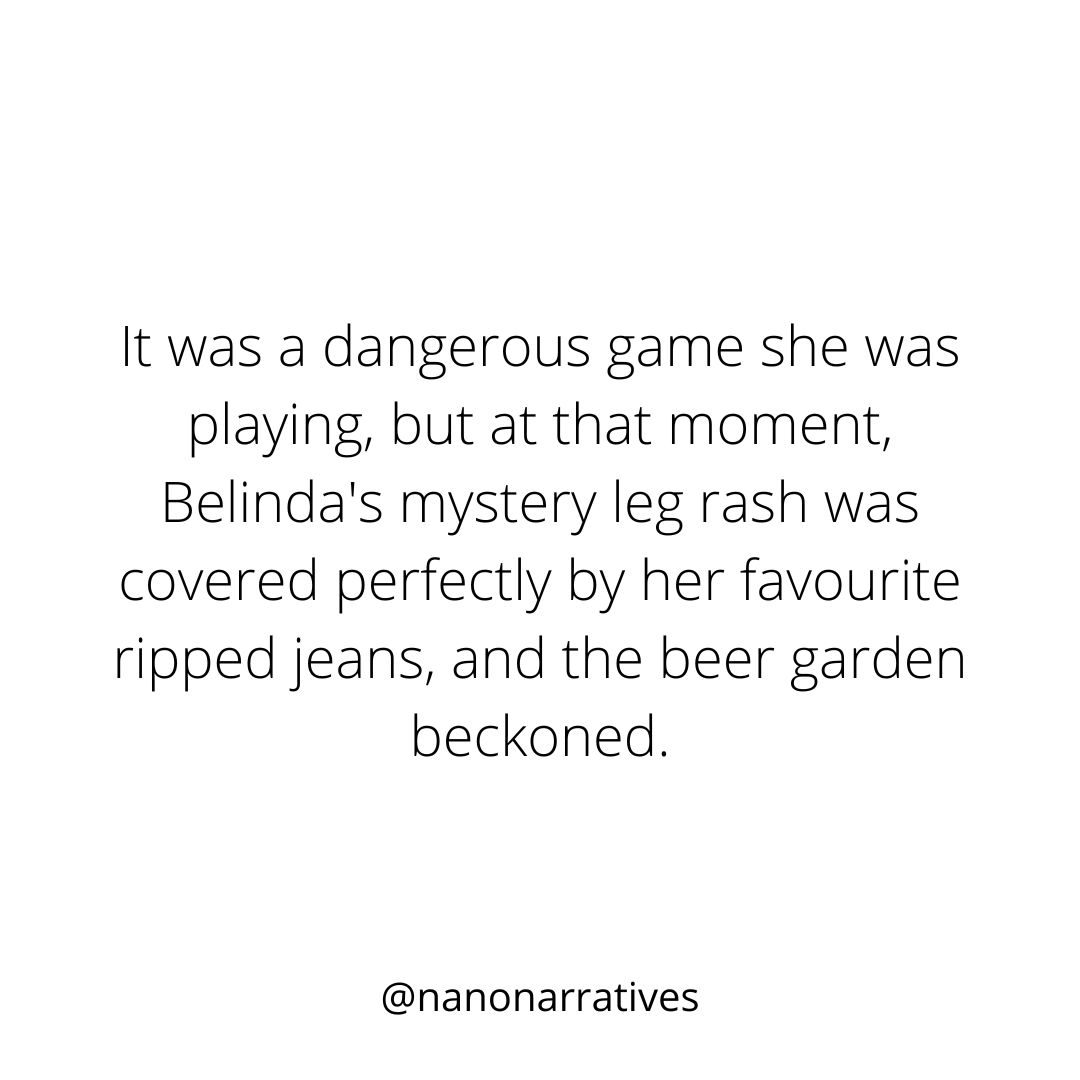 It was a dangerous game she was
playing, but at that moment,
Belinda's mystery leg rash was
covered perfectly by her favourite
ripped jeans, and the beer garden
beckoned.
@nanonarratives